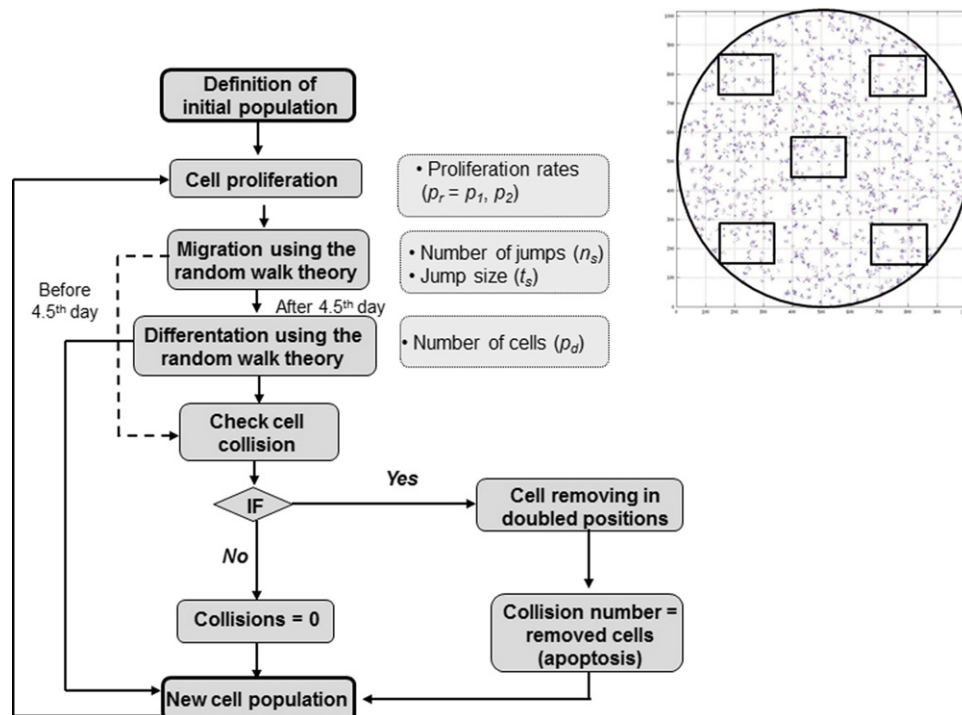 Definition of
initial population
Cell proliferation
• Proliferation rates
(pr = p1, p2)
Migration using the
random walk theory
• Number of jumps (ns)
• Jump size (ts)
Before
4.5th day
After 4.5th day
Differentation using the
random walk theory
• Number of cells (pd)
Check cell
collision
IF
Yes
No
Cell removing in
doubled positions
Collisions = 0
Collision number =
removed cells
(apoptosis)
New cell population